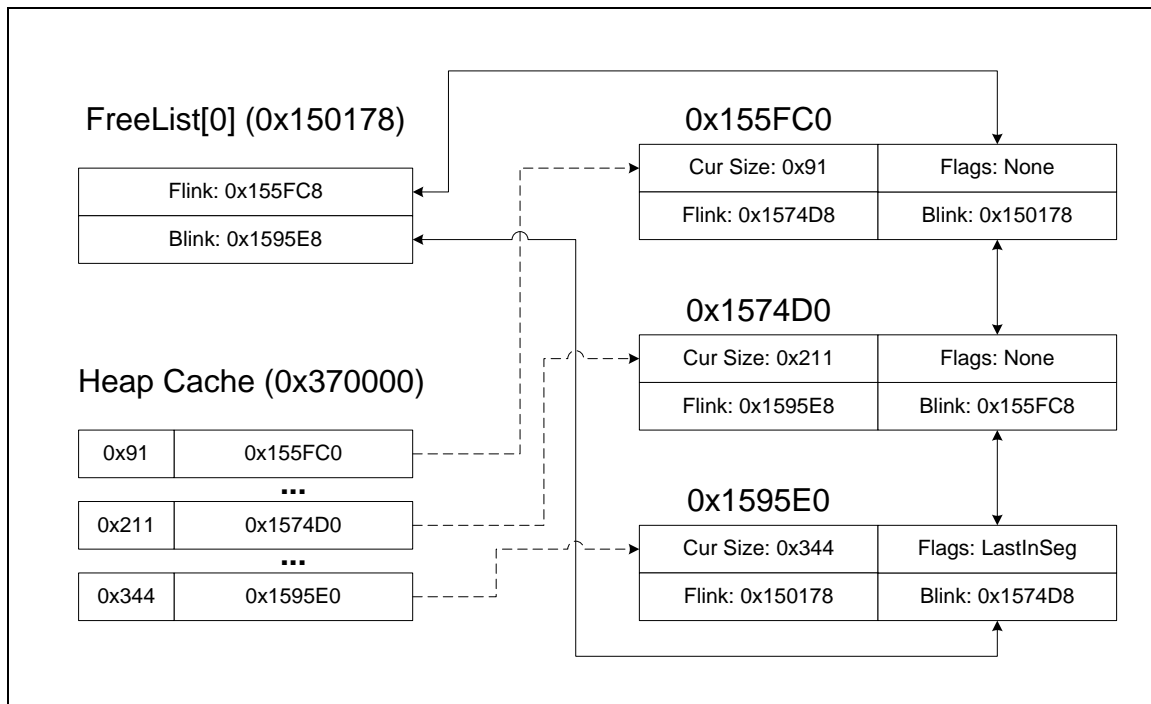 FreeList[0] (0x150178)
Flink: 0x155FC8
Blink: 0x1595E8
Heap Cache (0x370000)
0x91 0x155FC0
...
0x211 0x1574D0
...
0x344 0x1595E0
0x155FC0
Cur Size: 0x91 Flags: None
Flink: 0x1574D8 Blink: 0x150178
0x1574D0
Cur Size: 0x211 Flags: None
Flink: 0x1595E8 Blink: 0x155FC8
0x1595E0
Cur Size: 0x344 Flags: LastInSeg
Flink: 0x150178 Blink: 0x1574D8